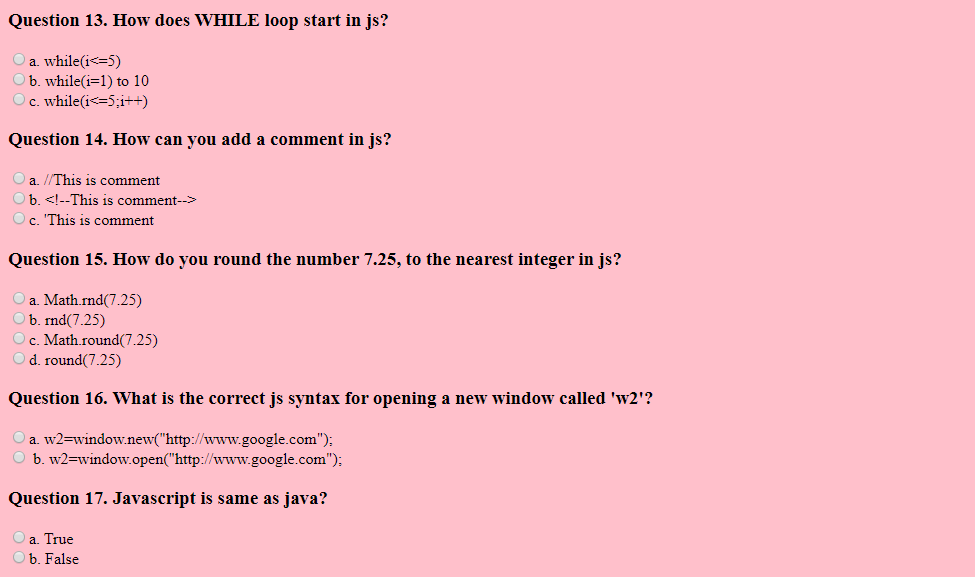 Question 13. How does WHILE loop start in js?
a. while(i<=5)
b. while(i=1) to 10
c. while(i<=5;i++)
Question 14. How can you add a comment in js?
a. //This is comment
b. <!--This is comment-->
c. 'This is comment
Question 15. How do you round the number 7.25, to the nearest integer in js?
a. Math.rnd(7.25)
b. rnd(7.25)
c. Math.round(7.25)
d. round(7.25)
Question 16. What is the correct js syntax for opening a new window called 'w2'?
a. w2=window.new("http://www.google.com");
b. w2=window.open("http://www.google.com");
Question 17. Javascript is same as java?
a. True
b. False